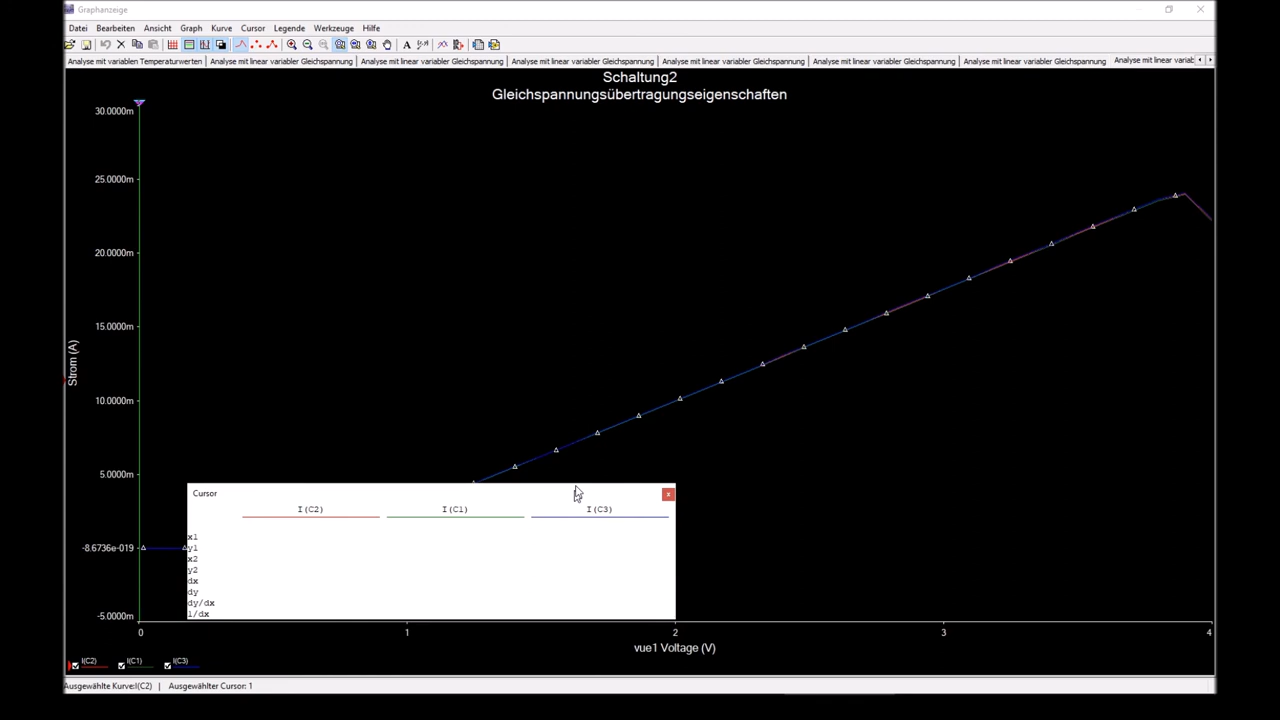 Graphanzeige
Datei Bearbeiten Ansicht Graph Kurve Cursor Legende Werkzeuge Hilfe
A
Analyse mit variablen Temperaturwerten Analyse mit linear variabler Gleichspannung Analyse mit linear variabler Gleichspannung Analyse mit linear variabler Gleichspannung Analyse mit linear variabler Gleichspannung Analyse mit linear variabler Gleichspannung Analyse mit linear variabler Gleichspannung Analyse mit linear variab
Schaltung2
Gleichspannungsübertragungseigenschaften
30.0000m
25.0000m
20.0000m
15.0000m
10.0000m
5.0000m
-8.6736e-019
-5.0000m
Strom (A)
Cursor
I(C2) I(C1) I(C3)
x1
y1
x2
y2
dx
dy
dy/dx
1/dx
0 1 2 3 4
vue1 Voltage (V)
I(C2) I(C1) I(C3)
Ausgewählte Kurve:I(C2) | Ausgewählter Cursor: 1